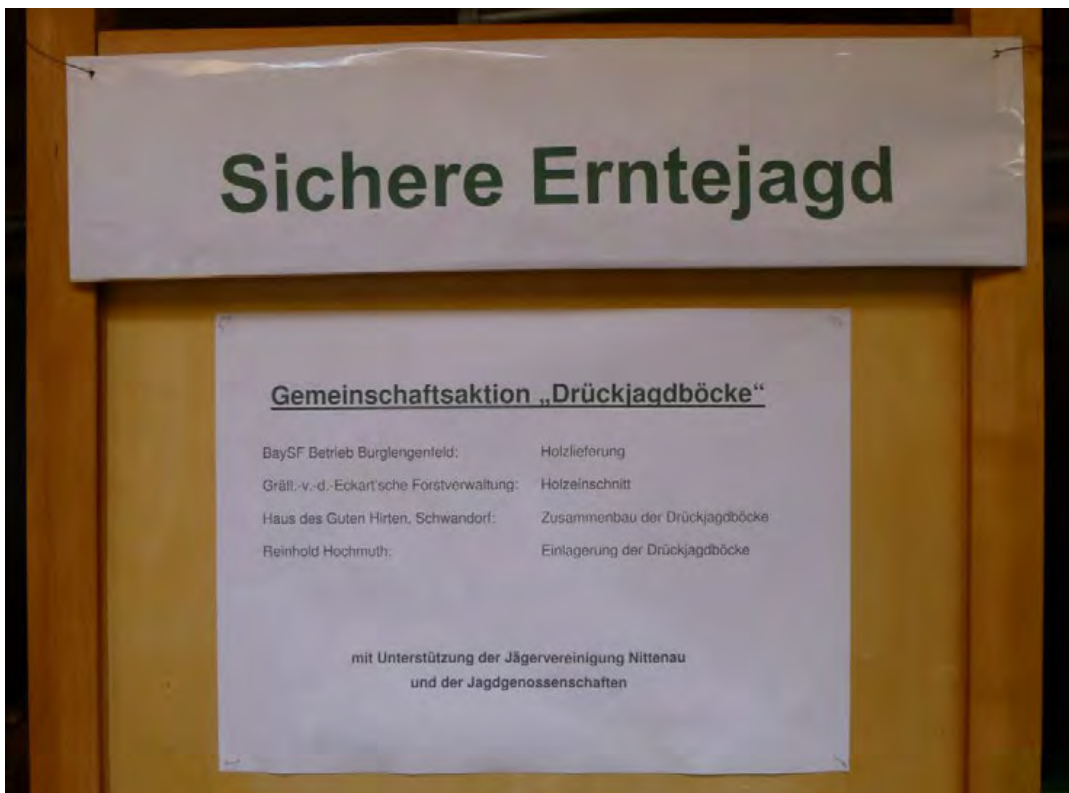 Sichere Erntejagd
Gemeinschaftsaktion „Drückjagdböcke“
BaySF Betrieb Burglengenfeld: Holzlieferung
Gräfl.-v.-d.-Eckart'sche Forstverwaltung: Holzeinschnitt
Haus des Guten Hirten, Schwandorf: Zusammenbau der Drückjagdböcke
Reinhold Hochmuth: Einlagerung der Drückjagdböcke
mit Unterstützung der Jägervereinigung Nittenau
und der Jagdgenossenschaften